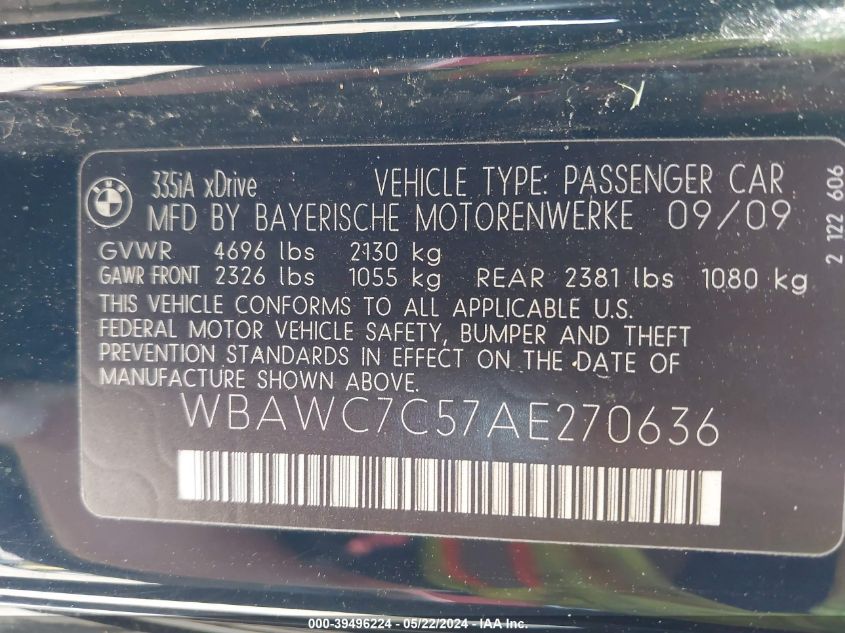 BMW
335iA xDrive VEHICLE TYPE: PASSENGER CAR
MFD BY BAYERISCHE MOTORENWERKE 09/09
GVWR 4696 lbs 2130 kg
GAWR FRONT 2326 lbs 1055 kg REAR 2381 lbs 1080 kg
THIS VEHICLE CONFORMS TO ALL APPLICABLE U.S.
FEDERAL MOTOR VEHICLE SAFETY, BUMPER AND THEFT
PREVENTION STANDARDS IN EFFECT ON THE DATE OF
MANUFACTURE SHOWN ABOVE.
WBAWC7C57AE270636
2 122 606
000-39496224 - 05/22/2024 - IAA Inc.